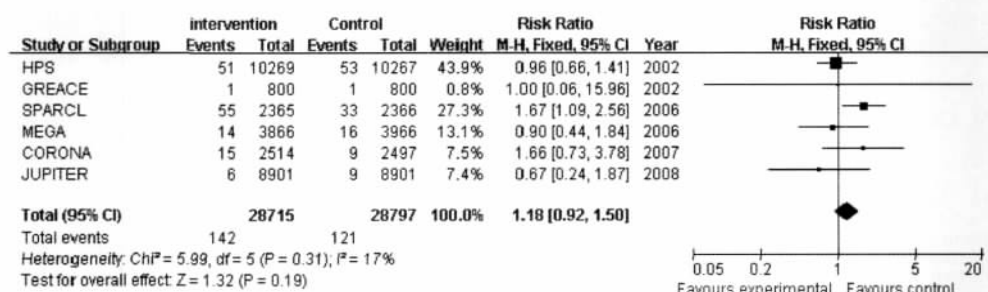 intervention Control Risk Ratio Risk Ratio
Study or Subgroup Events Total Events Total Weight M-H, Fixed, 95% CI Year M-H, Fixed, 95% CI
HPS 51 10269 53 10267 43.9% 0.96 [0.66, 1.41] 2002
GREACE 1 800 1 800 0.8% 1.00 [0.06, 15.96] 2002
SPARCL 55 2365 33 2366 27.3% 1.67 [1.09, 2.56] 2006
MEGA 14 3866 16 3966 13.1% 0.90 [0.44, 1.84] 2006
CORONA 15 2514 9 2497 7.5% 1.66 [0.73, 3.78] 2007
JUPITER 6 8901 9 8901 7.4% 0.67 [0.24, 1.87] 2008
Total (95% CI) 28715 28797 100.0% 1.18 [0.92, 1.50]
Total events 142 121
Heterogeneity: Chi² = 5.99, df = 5 (P = 0.31); I² = 17%
Test for overall effect: Z = 1.32 (P = 0.19)
0.05 0.2 1 5 20
Favours experimental Favours control